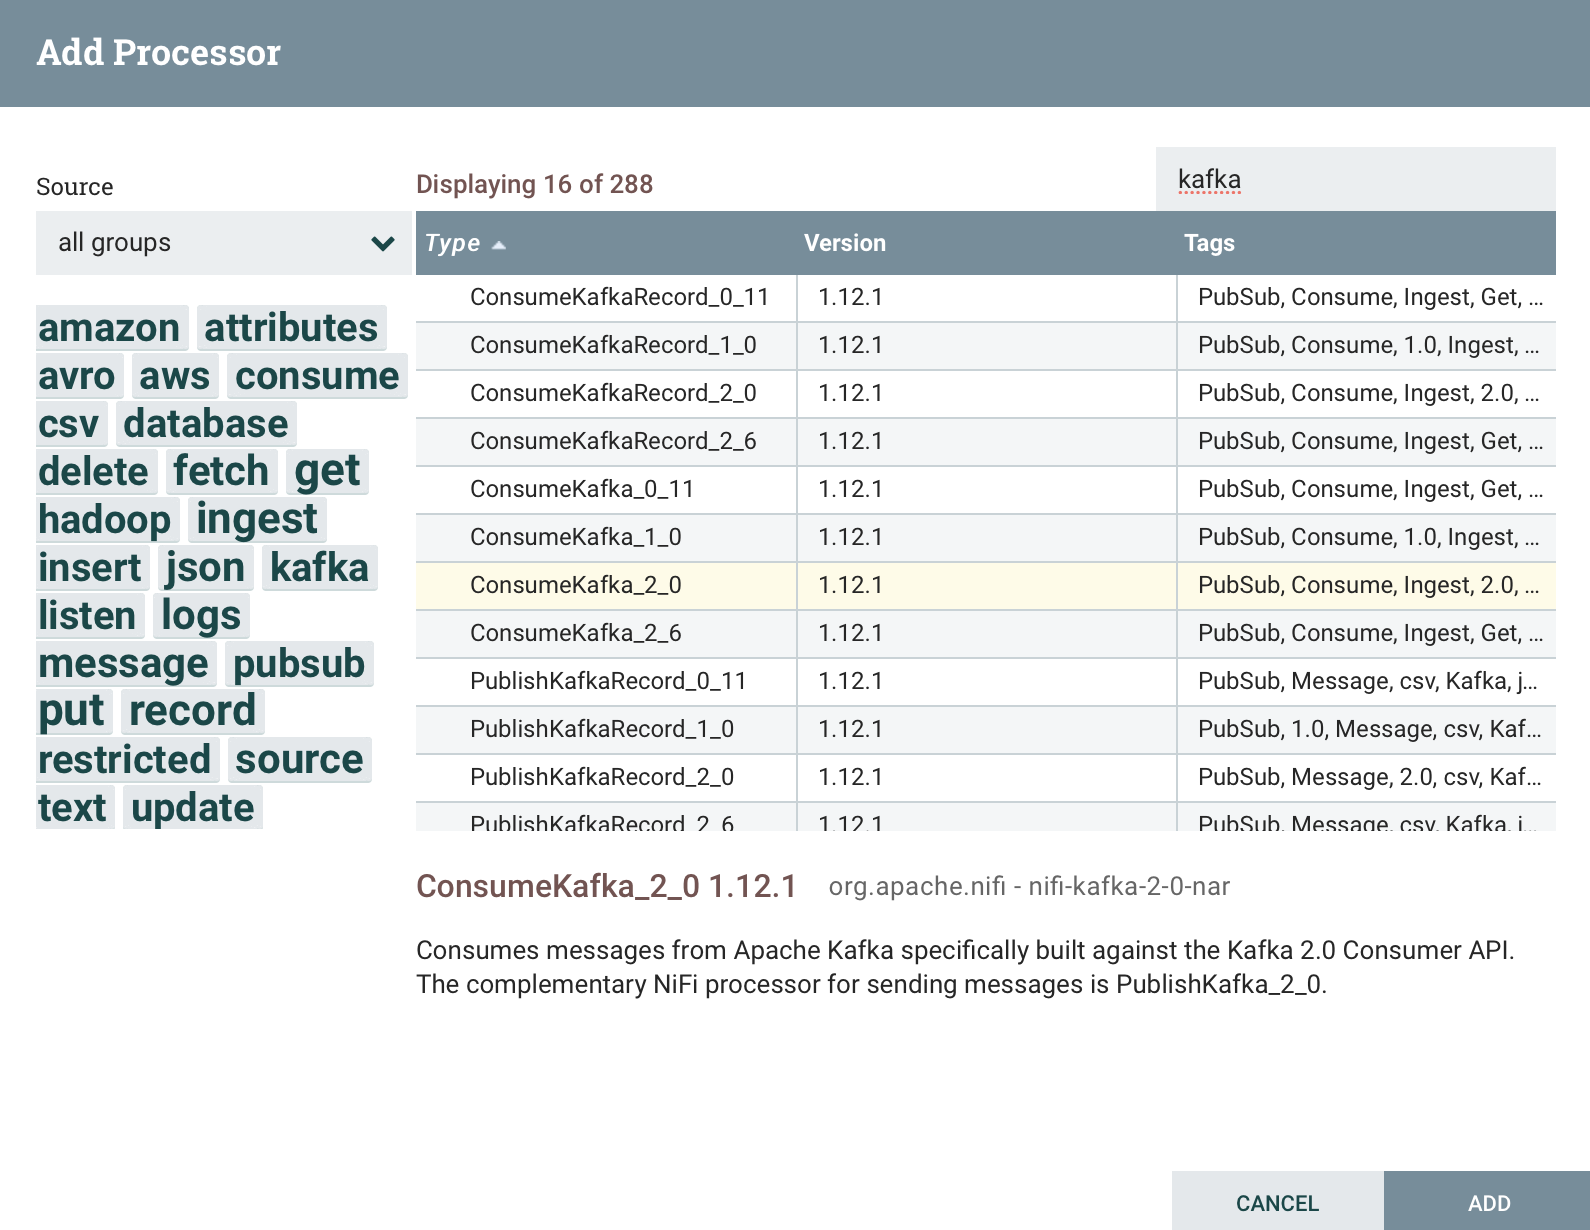 Add Processor
Source
Displaying 16 of 288
kafka
all groups
Type Version Tags
amazon attributes
avro aws consume
csv database
delete fetch get
hadoop ingest
insert json kafka
listen logs
message pubsub
put record
restricted source
text update
ConsumeKafkaRecord_0_11 1.12.1 PubSub, Consume, Ingest, Get, ...
ConsumeKafkaRecord_1_0 1.12.1 PubSub, Consume, 1.0, Ingest, ...
ConsumeKafkaRecord_2_0 1.12.1 PubSub, Consume, Ingest, 2.0, ...
ConsumeKafkaRecord_2_6 1.12.1 PubSub, Consume, Ingest, Get, ...
ConsumeKafka_0_11 1.12.1 PubSub, Consume, Ingest, Get, ...
ConsumeKafka_1_0 1.12.1 PubSub, Consume, 1.0, Ingest, ...
ConsumeKafka_2_0 1.12.1 PubSub, Consume, Ingest, 2.0, ...
ConsumeKafka_2_6 1.12.1 PubSub, Consume, Ingest, Get, ...
PublishKafkaRecord_0_11 1.12.1 PubSub, Message, csv, Kafka, j...
PublishKafkaRecord_1_0 1.12.1 PubSub, 1.0, Message, csv, Kaf...
PublishKafkaRecord_2_0 1.12.1 PubSub, Message, 2.0, csv, Kaf...
PublishKafkaRecord_2_6 1.12.1 PubSub, Message, csv, Kafka, j...
ConsumeKafka_2_0 1.12.1 org.apache.nifi - nifi-kafka-2-0-nar
Consumes messages from Apache Kafka specifically built against the Kafka 2.0 Consumer API.
The complementary NiFi processor for sending messages is PublishKafka_2_0.
CANCEL ADD